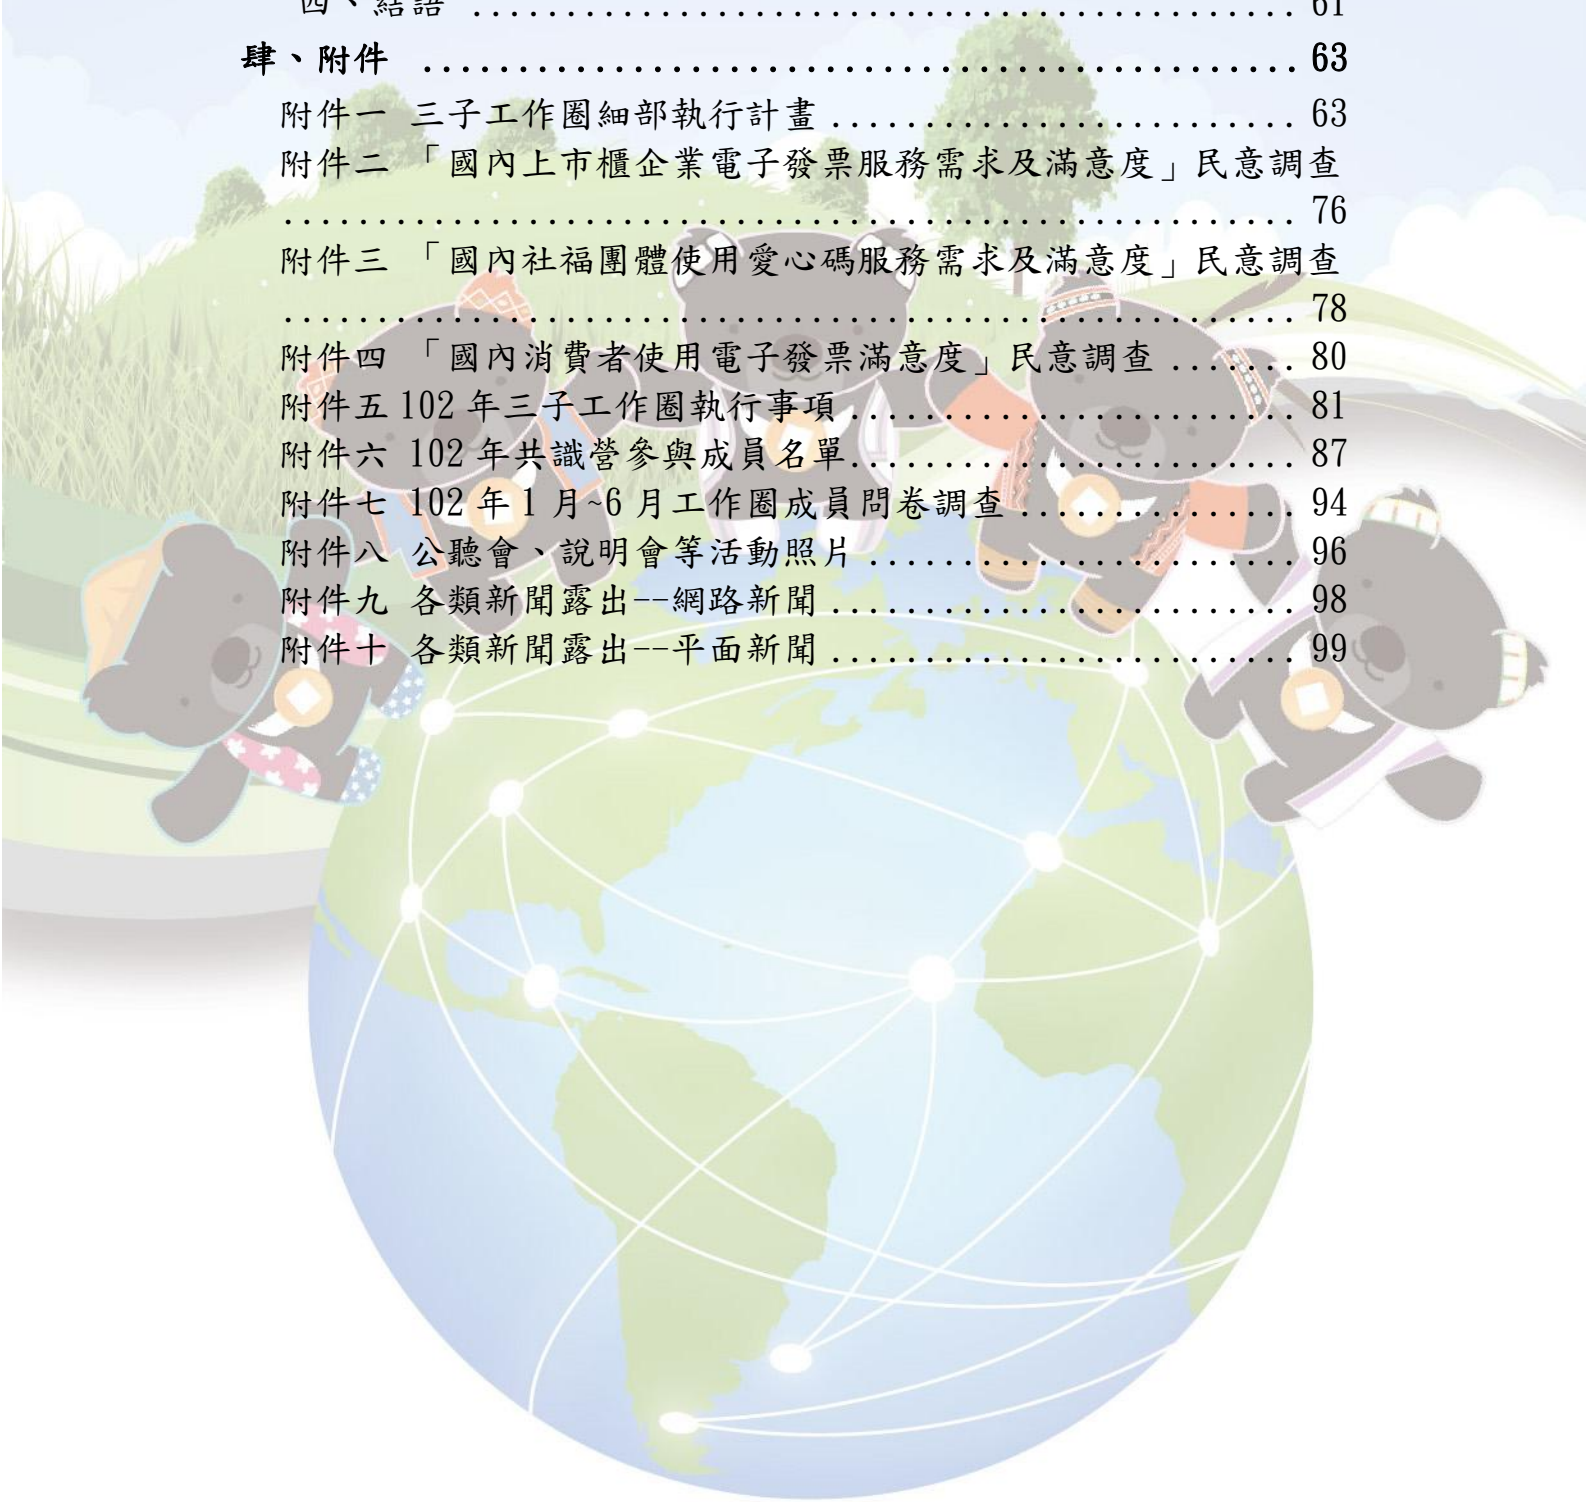 四、結語 ............................................ 61
肆、附件 .............................................. 63
附件一 三子工作圈細部執行計畫 ......................... 63
附件二 「國內上市櫃企業電子發票服務需求及滿意度」民意調查
...................................................... 76
附件三 「國內社福團體使用愛心碼服務需求及滿意度」民意調查
...................................................... 78
附件四 「國內消費者使用電子發票滿意度」民意調查 ....... 80
附件五 102 年三子工作圈執行事項 ........................ 81
附件六 102 年共識營參與成員名單 ........................ 87
附件七 102 年 1 月~6 月工作圈成員問卷調查 ............... 94
附件八 公聽會、說明會等活動照片 ....................... 96
附件九 各類新聞露出--網路新聞 ......................... 98
附件十 各類新聞露出--平面新聞 ......................... 99